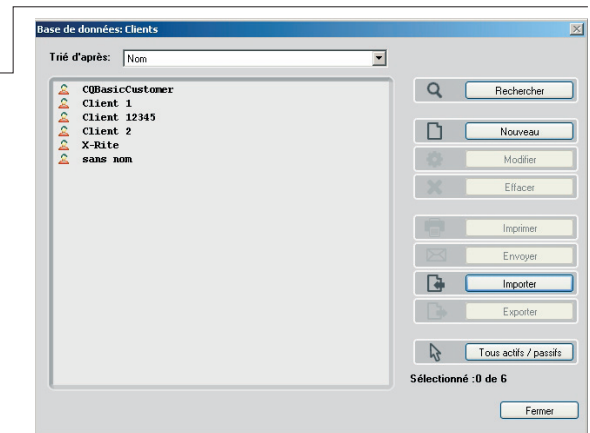 Base de données: Clients
Trié d'après: Nom
CQBasicCustomer
Client 1
Client 12345
Client 2
X-Rite
sans nom
Rechercher
Nouveau
Modifier
Effacer
Imprimer
Envoyer
Importer
Exporter
Tous actifs / passifs
Sélectionné :0 de 6
Fermer